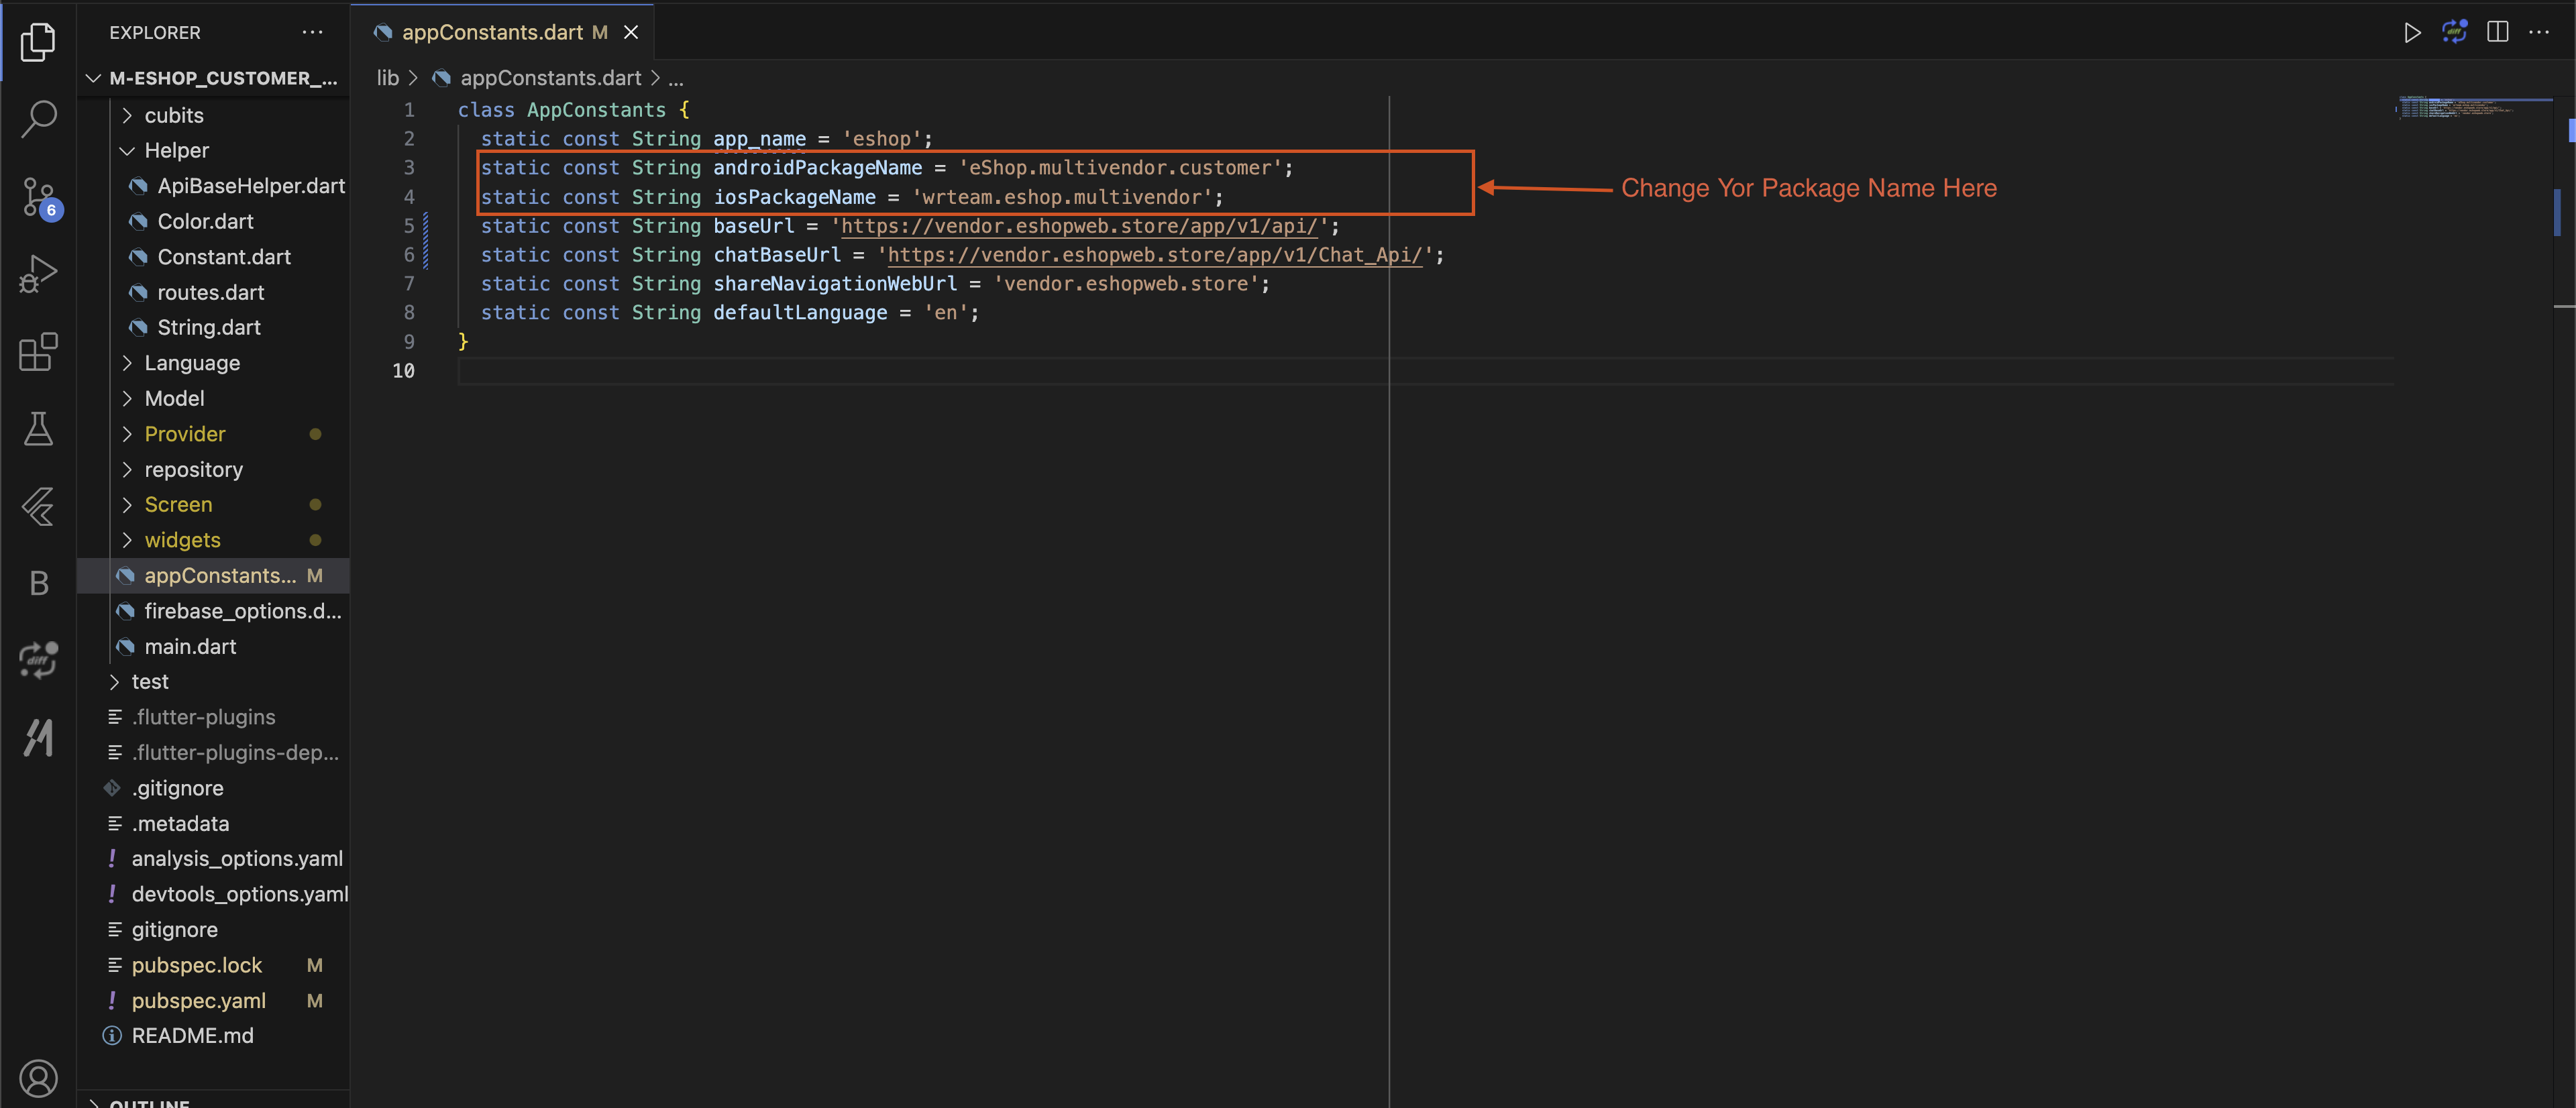 EXPLORER
M-ESHOP_CUSTOMER_...
cubits
Helper
ApiBaseHelper.dart
Color.dart
Constant.dart
routes.dart
String.dart
Language
Model
Provider
repository
Screen
widgets
appConstants... M
firebase_options.d...
main.dart
test
.flutter-plugins
.flutter-plugins-dep...
.gitignore
.metadata
! analysis_options.yaml
! devtools_options.yaml
gitignore
pubspec.lock M
! pubspec.yaml M
README.md
OUTLINE
6
B
diff
appConstants.dart M
diff
lib > appConstants.dart > ...
1 class AppConstants {
2 static const String app_name = 'eshop';
3 static const String androidPackageName = 'eShop.multivendor.customer';
4 static const String iosPackageName = 'wrteam.eshop.multivendor';
5 static const String baseUrl = 'https://vendor.eshopweb.store/app/v1/api/';
6 static const String chatBaseUrl = 'https://vendor.eshopweb.store/app/v1/Chat_Api/';
7 static const String shareNavigationWebUrl = 'vendor.eshopweb.store';
8 static const String defaultLanguage = 'en';
9 }
10
Change Yor Package Name Here